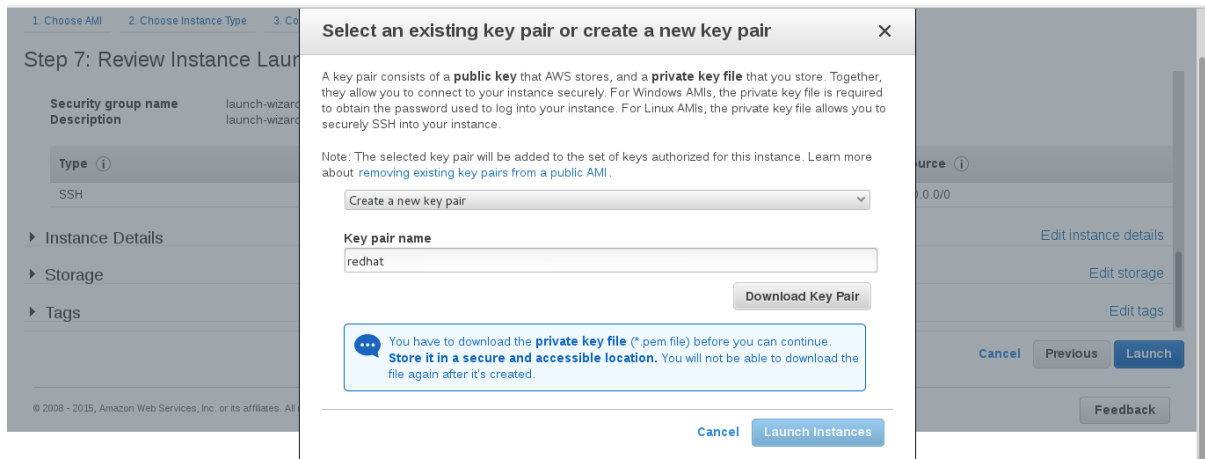 1. Choose AMI 2. Choose Instance Type 3. Co
Step 7: Review Instance Laun
Security group name launch-wizard
Description launch-wizard
Type
SSH
Instance Details
Storage
Tags
© 2008 - 2015, Amazon Web Services, Inc. or its affiliates. All
Select an existing key pair or create a new key pair
A key pair consists of a public key that AWS stores, and a private key file that you store. Together,
they allow you to connect to your instance securely. For Windows AMIs, the private key file is required
to obtain the password used to log into your instance. For Linux AMIs, the private key file allows you to
securely SSH into your instance.
Note: The selected key pair will be added to the set of keys authorized for this instance. Learn more
about removing existing key pairs from a public AMI.
Create a new key pair
Key pair name
redhat
Download Key Pair
You have to download the private key file (*.pem file) before you can continue.
Store it in a secure and accessible location. You will not be able to download the
file again after it's created.
Cancel Launch Instances
urce
0.0.0/0
Edit instance details
Edit storage
Edit tags
Cancel Previous Launch
Feedback